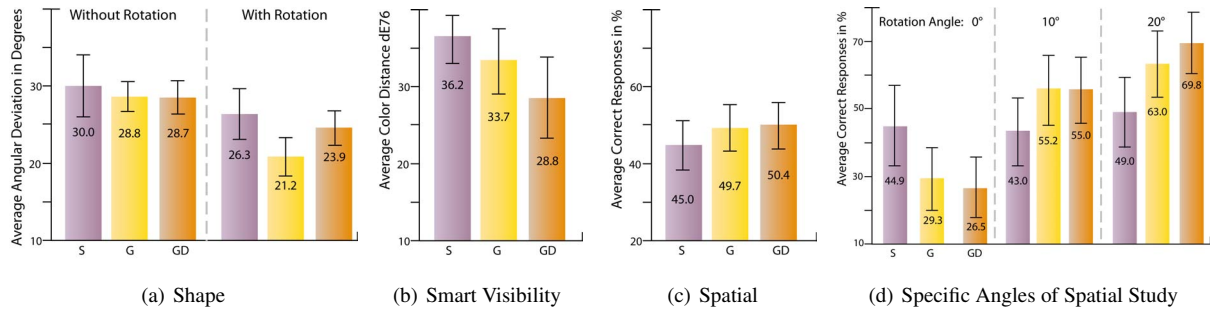 Average Angular Deviation in Degrees
Without Rotation
With Rotation
30
20
10
30.0
28.8
28.7
26.3
21.2
23.9
S
G
GD
(a) Shape
Average Color Distance dE76
30
20
10
36.2
33.7
28.8
S
G
GD
(b) Smart Visibility
Average Correct Responses in %
60
40
20
45.0
49.7
50.4
S
G
GD
(c) Spatial
Average Correct Responses in %
Rotation Angle: 0°
10°
20°
70
50
30
10
44.9
29.3
26.5
43.0
55.2
55.0
49.0
63.0
69.8
S
G
GD
(d) Specific Angles of Spatial Study